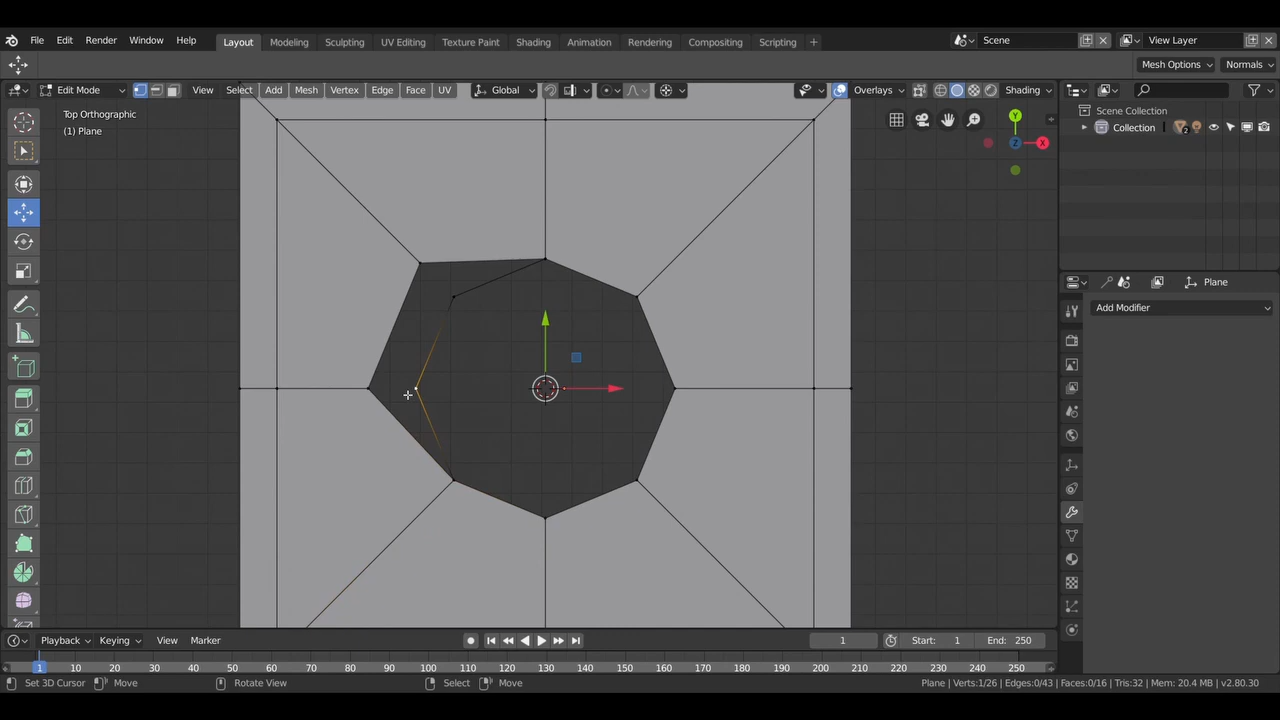 File Edit Render Window Help Layout Modeling Sculpting UV Editing Texture Paint Shading Animation Rendering Compositing Scripting + Scene View Layer
Mesh Options Normals
Edit Mode View Select Add Mesh Vertex Edge Face UV Global Overlays Shading
Top Orthographic
(1) Plane
Y
X
Z
Scene Collection
Collection 2
Plane
Add Modifier
Playback Keying View Marker 1 Start: 1 End: 250
1 10 20 30 40 50 60 70 80 90 100 110 120 130 140 150 160 170 180 190 200 210 220 230 240 250
Set 3D Cursor Move Rotate View Select Move Plane | Verts:1/26 | Edges:0/43 | Faces:0/16 | Tris:32 | Mem: 20.4 MB | v2.80.30